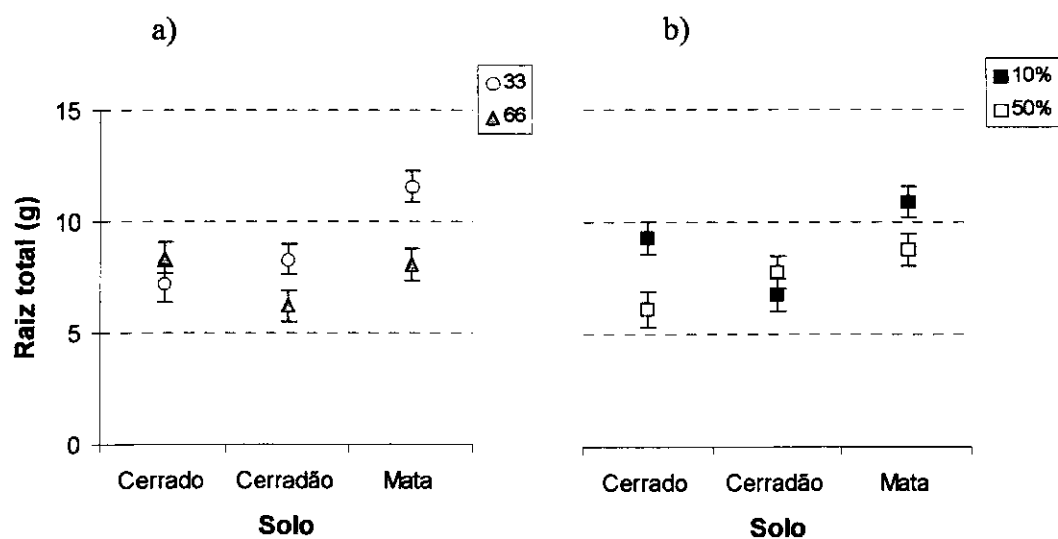 a)
33
66
15
10
5
0
Raiz total (g)
Cerrado
Cerradão
Mata
Solo
b)
10%
50%
Cerrado
Cerradão
Mata
Solo